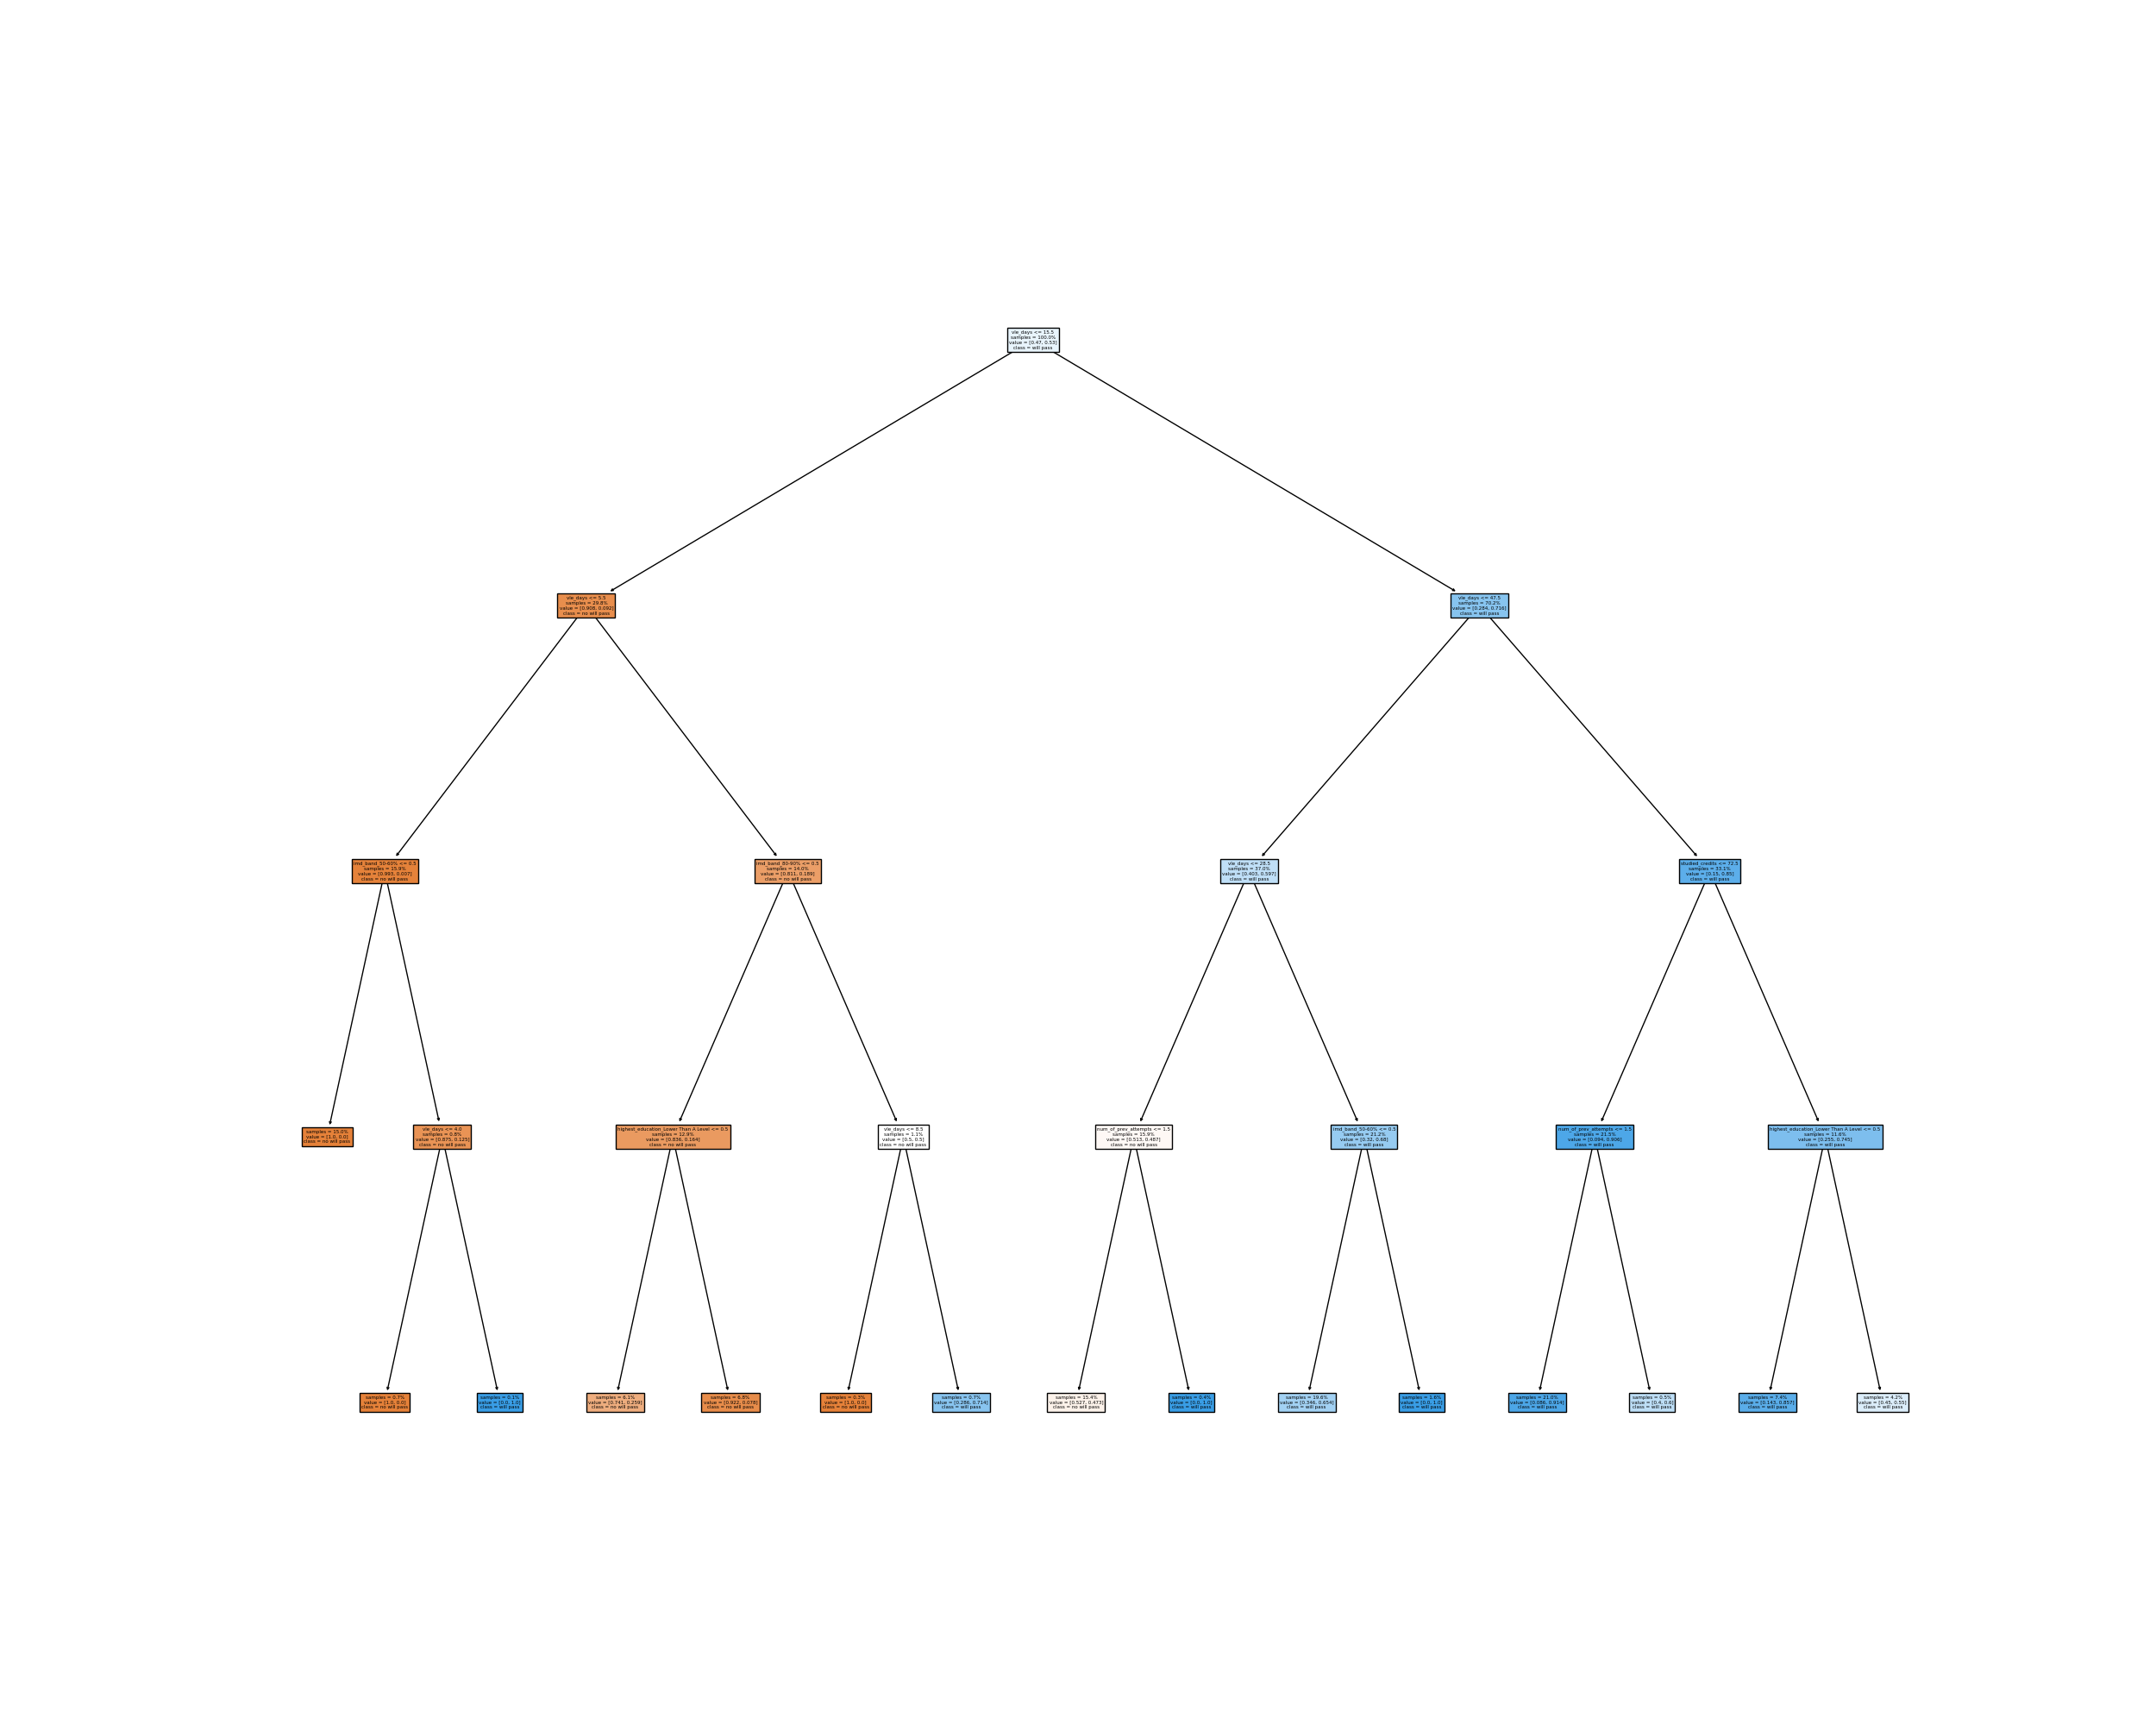 vle_days <= 15.5
samples = 100.0%
value = [0.47, 0.53]
class = will pass
vle_days <= 5.5
samples = 29.8%
value = [0.908, 0.092]
class = no will pass
vle_days <= 47.5
samples = 70.2%
value = [0.284, 0.716]
class = will pass
imd_band_50-60% <= 0.5
samples = 15.8%
value = [0.993, 0.007]
class = no will pass
imd_band_80-90% <= 0.5
samples = 14.0%
value = [0.811, 0.189]
class = no will pass
vle_days <= 28.5
samples = 37.0%
value = [0.403, 0.597]
class = will pass
studied_credits <= 72.5
samples = 33.1%
value = [0.15, 0.85]
class = will pass
samples = 15.0%
value = [1.0, 0.0]
class = no will pass
vle_days <= 4.0
samples = 0.8%
value = [0.875, 0.125]
class = no will pass
highest_education_Lower Than A Level <= 0.5
samples = 12.9%
value = [0.836, 0.164]
class = no will pass
vle_days <= 8.5
samples = 1.1%
value = [0.5, 0.5]
class = no will pass
num_of_prev_attempts <= 1.5
samples = 15.9%
value = [0.513, 0.487]
class = no will pass
imd_band_50-60% <= 0.5
samples = 21.2%
value = [0.32, 0.68]
class = will pass
num_of_prev_attempts <= 1.5
samples = 21.5%
value = [0.094, 0.906]
class = will pass
highest_education_Lower Than A Level <= 0.5
samples = 11.6%
value = [0.255, 0.745]
class = will pass
samples = 0.7%
value = [1.0, 0.0]
class = no will pass
samples = 0.1%
value = [0.0, 1.0]
class = will pass
samples = 6.1%
value = [0.741, 0.259]
class = no will pass
samples = 6.8%
value = [0.922, 0.078]
class = no will pass
samples = 0.3%
value = [1.0, 0.0]
class = no will pass
samples = 0.7%
value = [0.286, 0.714]
class = will pass
samples = 15.4%
value = [0.527, 0.473]
class = no will pass
samples = 0.4%
value = [0.0, 1.0]
class = will pass
samples = 19.6%
value = [0.346, 0.654]
class = will pass
samples = 1.6%
value = [0.0, 1.0]
class = will pass
samples = 21.0%
value = [0.086, 0.914]
class = will pass
samples = 0.5%
value = [0.4, 0.6]
class = will pass
samples = 7.4%
value = [0.143, 0.857]
class = will pass
samples = 4.2%
value = [0.45, 0.55]
class = will pass